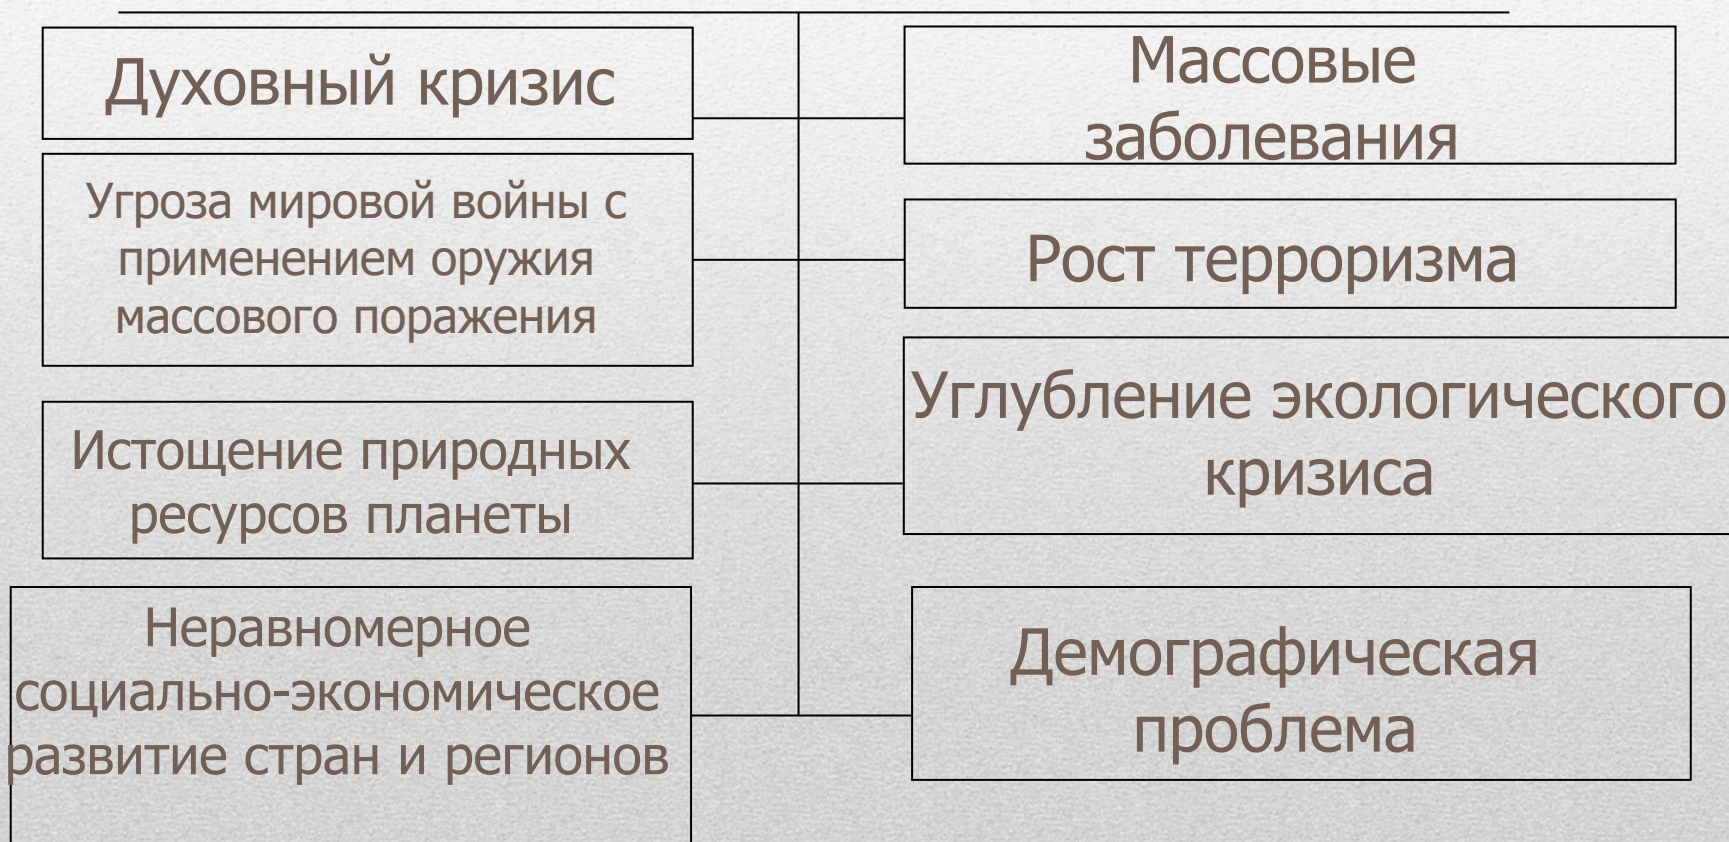 Духовный кризис
Угроза мировой войны с
применением оружия
массового поражения
Истощение природных
ресурсов планеты
Неравномерное
социально-экономическое
развитие стран и регионов
Массовые
заболевания
Рост терроризма
Углубление экологического
кризиса
Демографическая
проблема